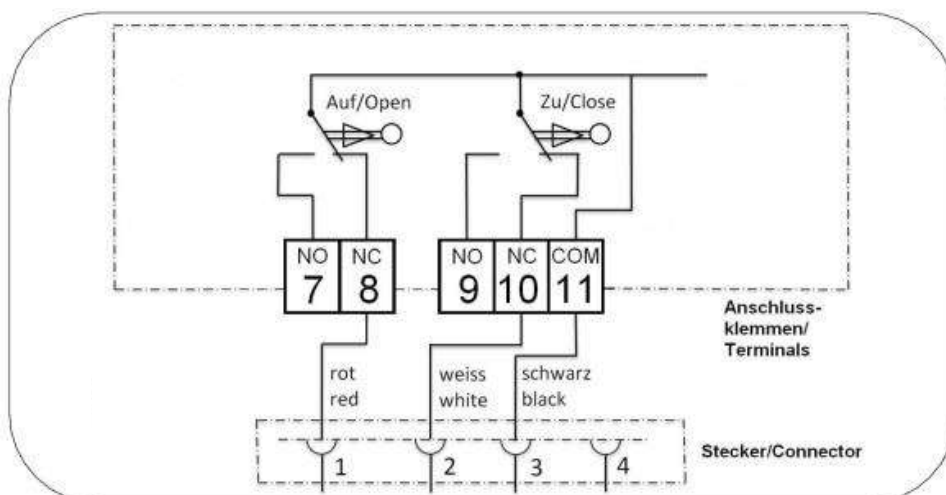 Auf/Open
Zu/Close
NO NC NO NC COM
7 8 9 10 11
Anschluss-
klemmen/
Terminals
rot weiss schwarz
red white black
1 2 3 4
Stecker/Connector